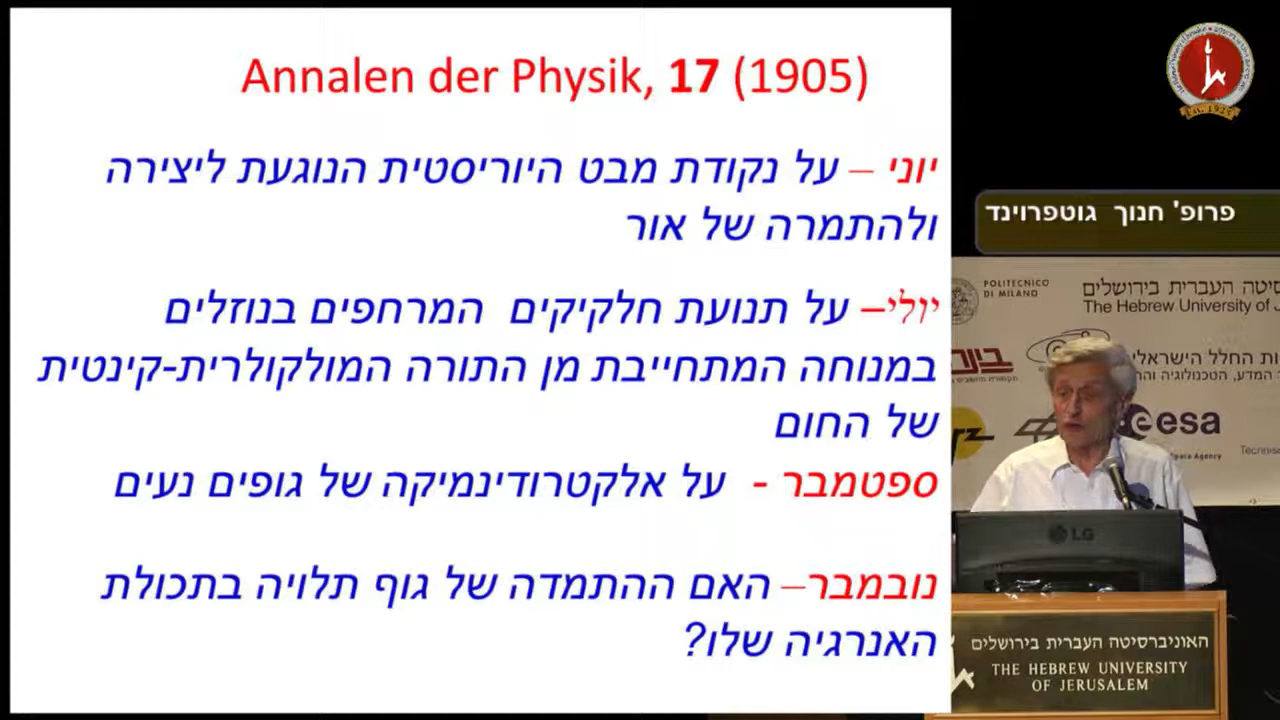 Annalen der Physik, 17 (1905)
יוני – על נקודת מבט היוריסטית הנוגעת ליצירה
ולהתמרה של אור
יולי– על תנועת חלקיקים המרחפים בנוזלים
במנוחה המתחייבת מן התורה המולקולרית-קינטית
של החום
ספטמבר - על אלקטרודינמיקה של גופים נעים
נובמבר– האם ההתמדה של גוף תלויה בתכולת
האנרגיה שלו?
פרופ' חנוך גוטפרוינד
POLITECNICO
DI MILANO
העברית בירושלים
The Hebrew University of
החלל הישראלי
esa
LG
האוניברסיטה העברית בירושלים
THE HEBREW UNIVERSITY
OF JERUSALEM